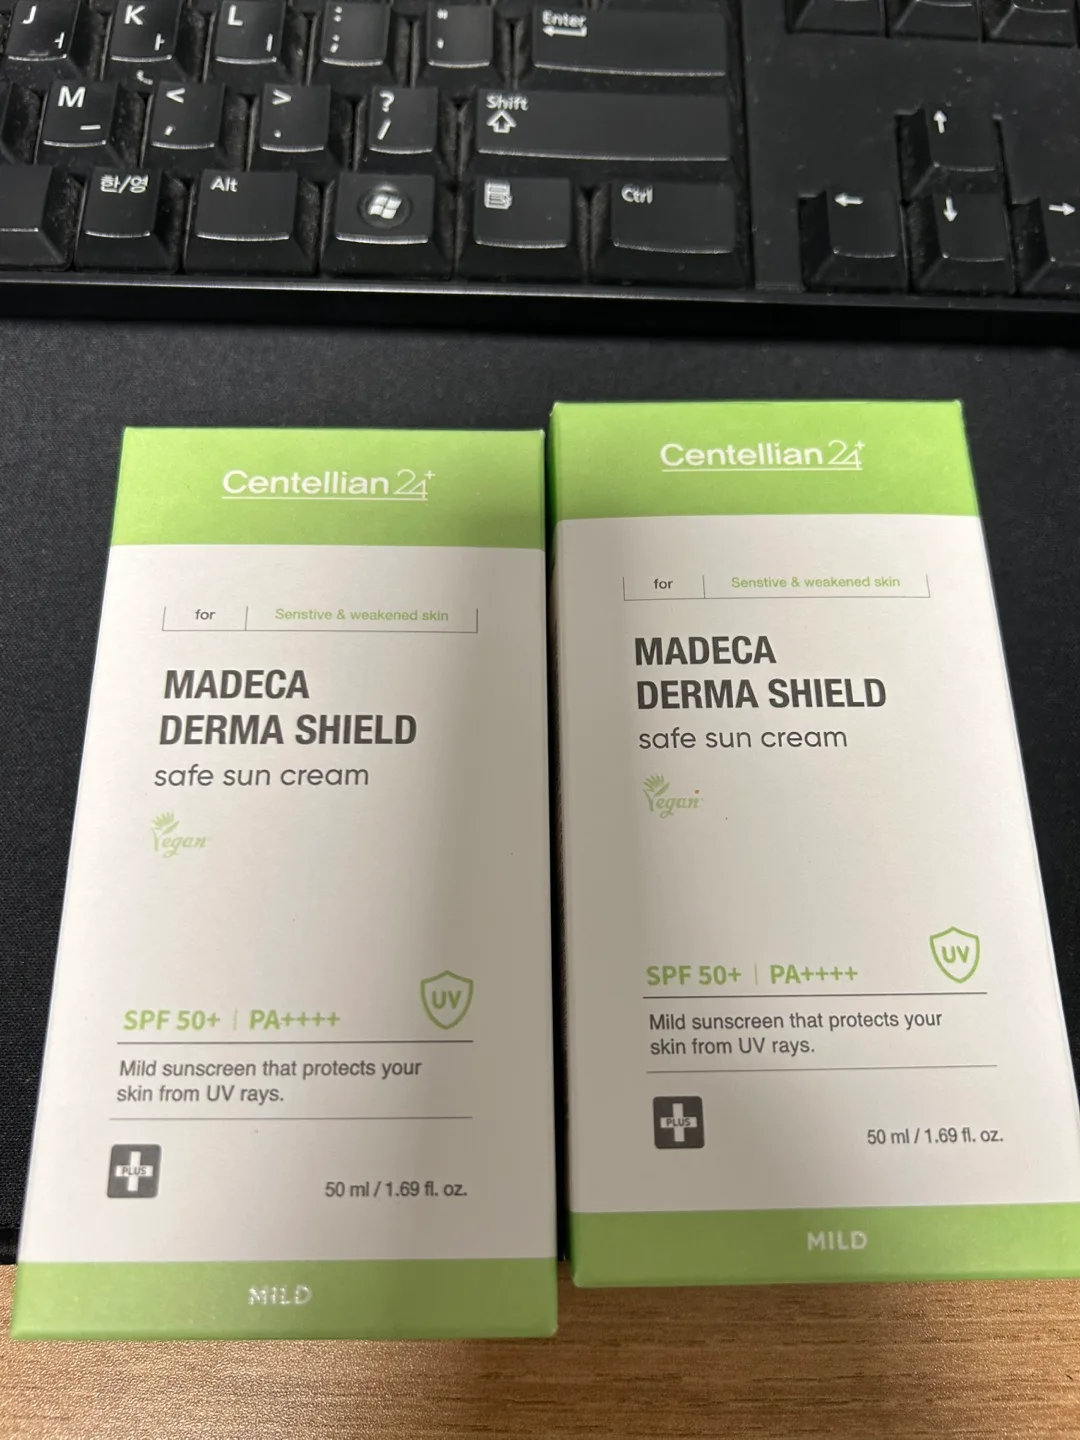 J ㅓ
K ㅏ
L ㅣ
: ;
" '
Enter
M ㅡ
< ,
> .
? /
Shift
한/영
Alt
Ctrl
Centellian24+
for
Senstive & weakened skin
MADECA
DERMA SHIELD
safe sun cream
Vegan
SPF 50+ | PA++++
UV
Mild sunscreen that protects your
skin from UV rays.
PLUS
50 ml / 1.69 fl. oz.
MILD
Centellian24+
for
Senstive & weakened skin
MADECA
DERMA SHIELD
safe sun cream
Vegan
SPF 50+ | PA++++
UV
Mild sunscreen that protects your
skin from UV rays.
PLUS
50 ml / 1.69 fl. oz.
MILD